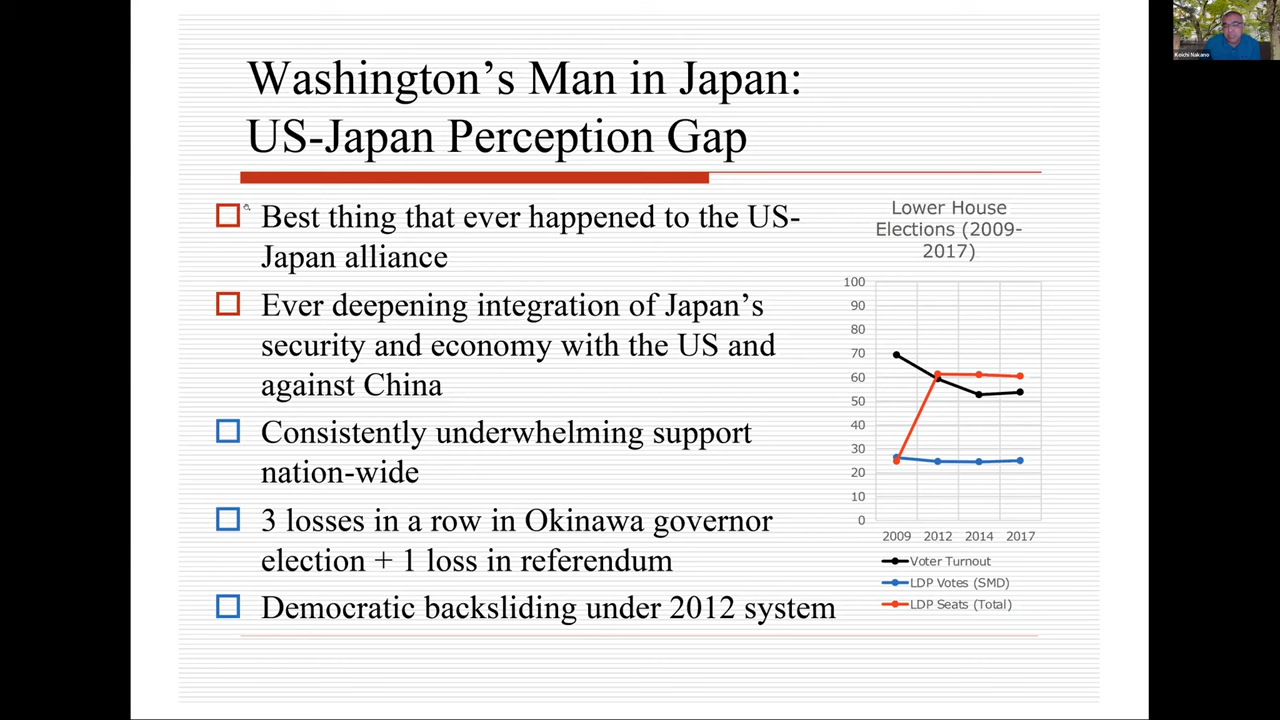 Washington's Man in Japan:
US-Japan Perception Gap
Best thing that ever happened to the US-
Japan alliance
Ever deepening integration of Japan's
security and economy with the US and
against China
Consistently underwhelming support
nation-wide
3 losses in a row in Okinawa governor
election + 1 loss in referendum
Democratic backsliding under 2012 system
Lower House
Elections (2009-
2017)
100
90
80
70
60
50
40
30
20
10
0
2009 2012 2014 2017
Voter Turnout
LDP Votes (SMD)
LDP Seats (Total)
Koichi Nakano